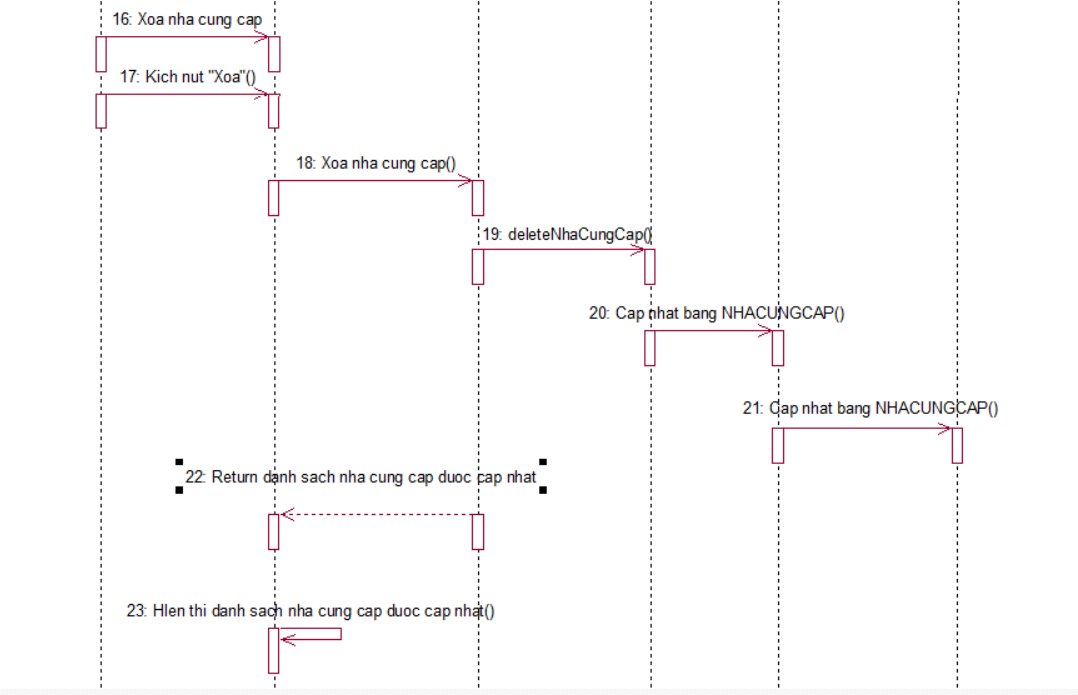 16: Xoa nha cung cap
17: Kich nut "Xoa"()
18: Xoa nha cung cap()
19: deleteNhaCungCap()
20: Cap nhat bang NHACUNGCAP()
21: Cap nhat bang NHACUNGCAP()
22: Return danh sach nha cung cap duoc cap nhat
23: HIen thi danh sach nha cung cap duoc cap nhat()